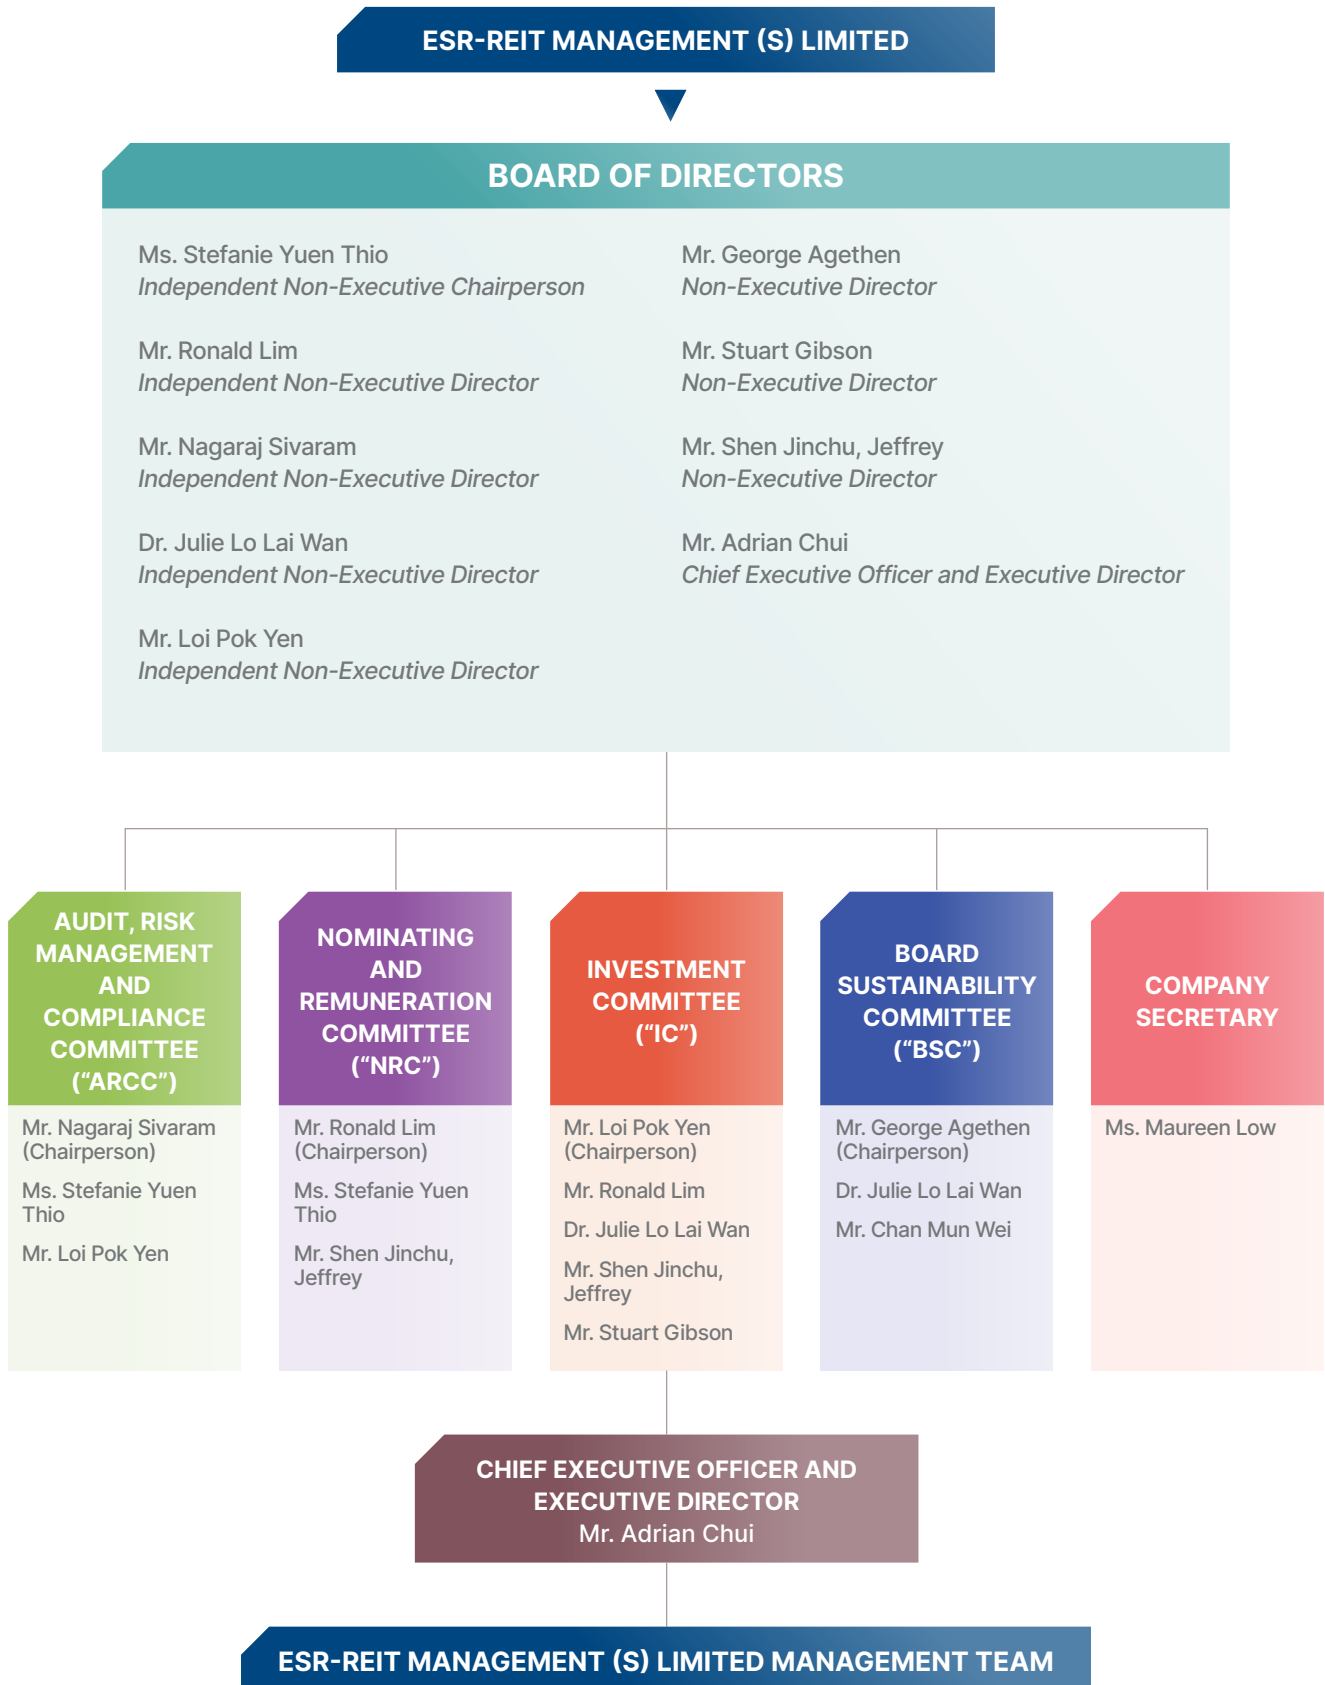 ESR-REIT MANAGEMENT (S) LIMITED
BOARD OF DIRECTORS
Ms. Stefanie Yuen Thio
Independent Non-Executive Chairperson
Mr. Ronald Lim
Independent Non-Executive Director
Mr. Nagaraj Sivaram
Independent Non-Executive Director
Dr. Julie Lo Lai Wan
Independent Non-Executive Director
Mr. Loi Pok Yen
Independent Non-Executive Director
Mr. George Agethen
Non-Executive Director
Mr. Stuart Gibson
Non-Executive Director
Mr. Shen Jinchu, Jeffrey
Non-Executive Director
Mr. Adrian Chui
Chief Executive Officer and Executive Director
AUDIT, RISK
MANAGEMENT
AND
COMPLIANCE
COMMITTEE
(“ARCC”)
Mr. Nagaraj Sivaram
(Chairperson)
Ms. Stefanie Yuen
Thio
Mr. Loi Pok Yen
NOMINATING
AND
REMUNERATION
COMMITTEE
(“NRC”)
Mr. Ronald Lim
(Chairperson)
Ms. Stefanie Yuen
Thio
Mr. Shen Jinchu,
Jeffrey
INVESTMENT
COMMITTEE
(“IC”)
Mr. Loi Pok Yen
(Chairperson)
Mr. Ronald Lim
Dr. Julie Lo Lai Wan
Mr. Shen Jinchu,
Jeffrey
Mr. Stuart Gibson
BOARD
SUSTAINABILITY
COMMITTEE
(“BSC”)
Mr. George Agethen
(Chairperson)
Dr. Julie Lo Lai Wan
Mr. Chan Mun Wei
COMPANY
SECRETARY
Ms. Maureen Low
CHIEF EXECUTIVE OFFICER AND
EXECUTIVE DIRECTOR
Mr. Adrian Chui
ESR-REIT MANAGEMENT (S) LIMITED MANAGEMENT TEAM